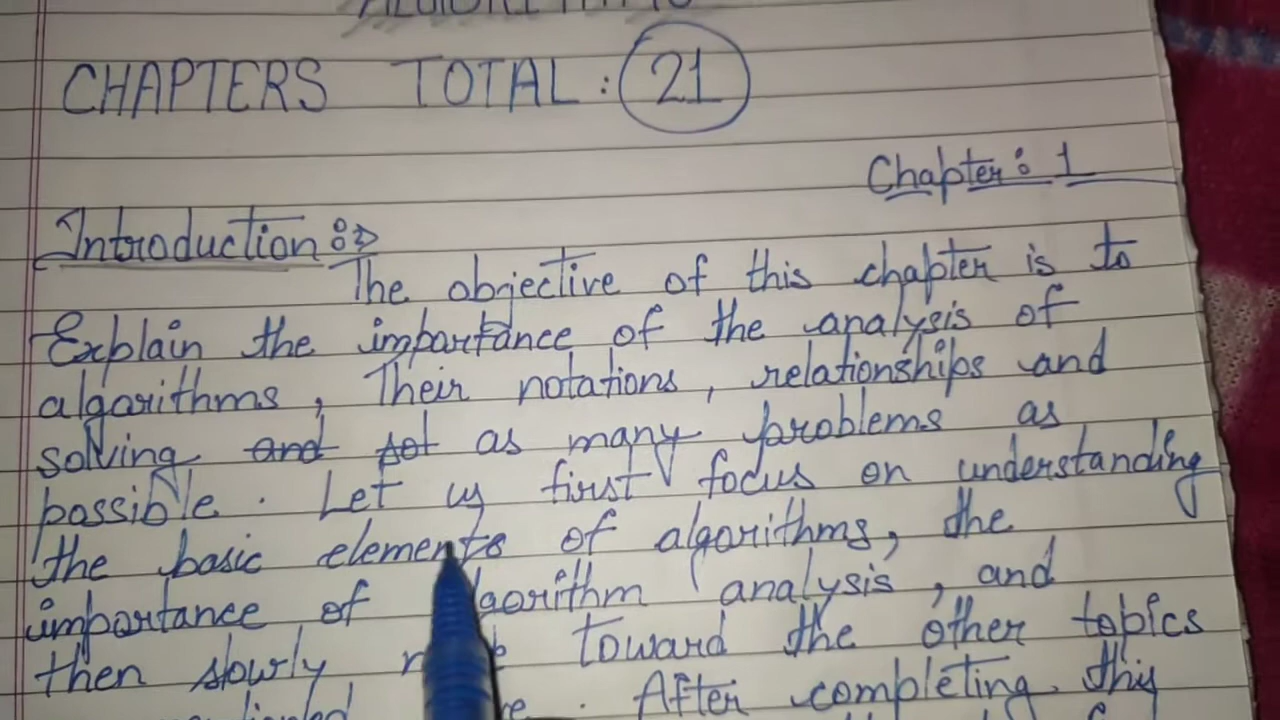 CHAPTERS TOTAL : 21
Chapter : 1
Introduction :⇒
The objective of this chapter is to
Explain the importance of the analysis of
algorithms, Their notations, relationships and
solving and sol as many problems as
possible. Let us first focus on understanding
the basic elements of algorithms, the
importance of lgorithm analysis, and
then slowly toward the other topics
After completing this